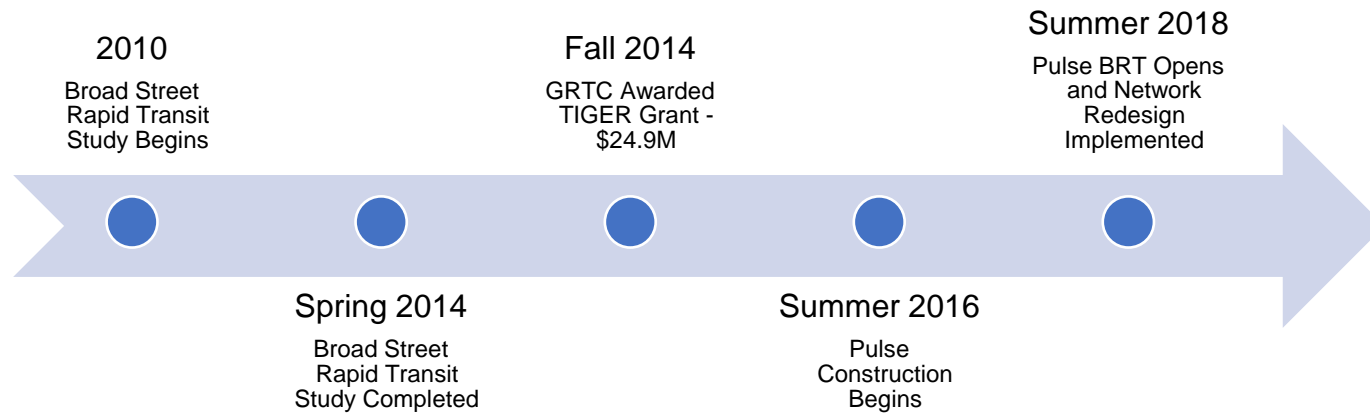 2010
Broad Street
Rapid Transit
Study Begins
Spring 2014
Broad Street
Rapid Transit
Study Completed
Fall 2014
GRTC Awarded
TIGER Grant -
$24.9M
Summer 2016
Pulse
Construction
Begins
Summer 2018
Pulse BRT Opens
and Network
Redesign
Implemented